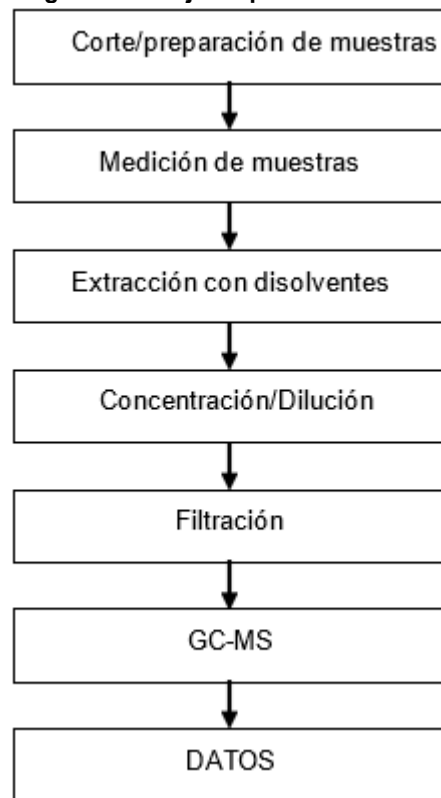 Corte/preparación de muestras
Medición de muestras
Extracción con disolventes
Concentración/Dilución
Filtración
GC-MS
DATOS